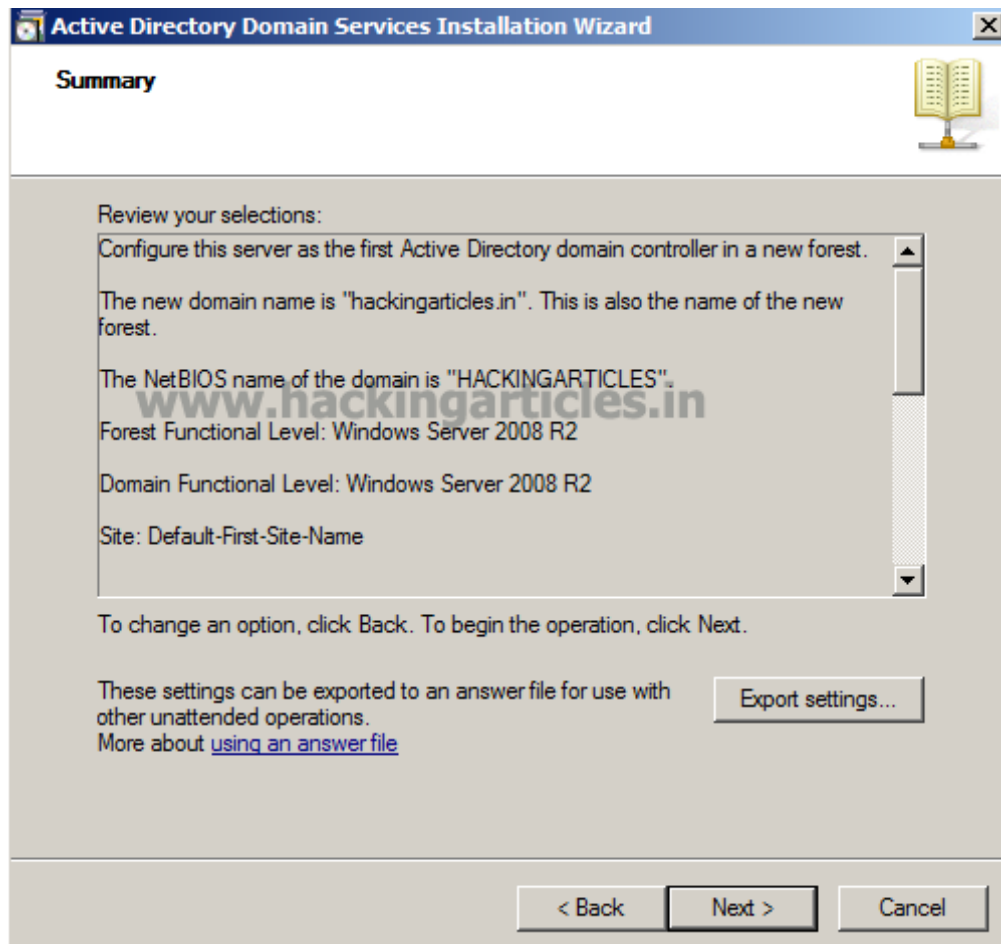 Active Directory Domain Services Installation Wizard
Summary
Review your selections:
Configure this server as the first Active Directory domain controller in a new forest.
The new domain name is "hackingarticles.in". This is also the name of the new
forest.
The NetBIOS name of the domain is "HACKINGARTICLES".
www.hackingarticles.in
Forest Functional Level: Windows Server 2008 R2
Domain Functional Level: Windows Server 2008 R2
Site: Default-First-Site-Name
To change an option, click Back. To begin the operation, click Next.
These settings can be exported to an answer file for use with
other unattended operations.
More about using an answer file
Export settings...
< Back
Next >
Cancel